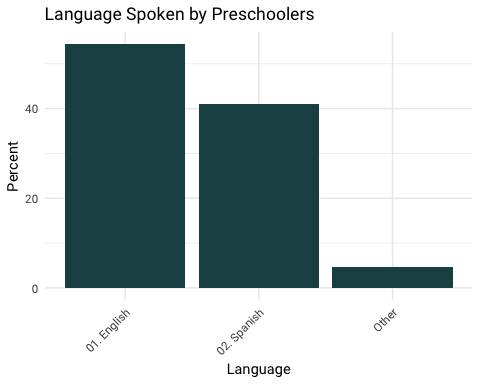 Language Spoken by Preschoolers
Percent
40
20
0
01. English
02. Spanish
Other
Language